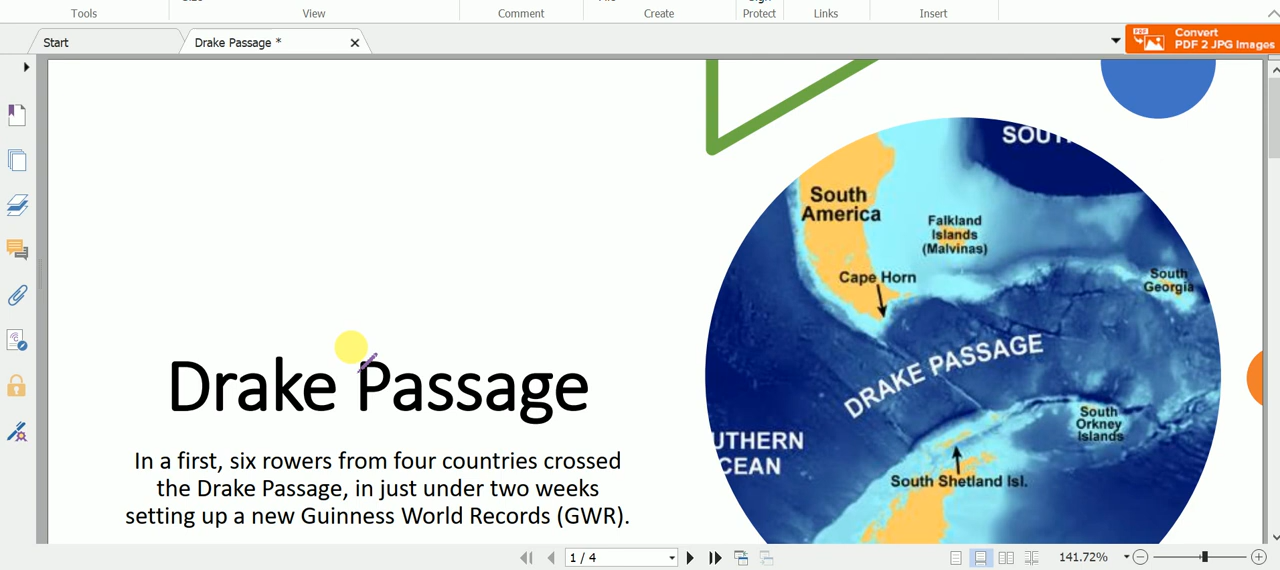 Tools
View
Comment
Create
Protect
Links
Insert
Start
Drake Passage *
Convert
PDF 2 JPG Images
PDF
South
America
Falkland
Islands
(Malvinas)
Cape Horn
South
Georgia
DRAKE PASSAGE
South
Orkney
Islands
UTHERN
CEAN
South Shetland Isl.
Drake Passage
In a first, six rowers from four countries crossed
the Drake Passage, in just under two weeks
setting up a new Guinness World Records (GWR).
1 / 4
141.72%